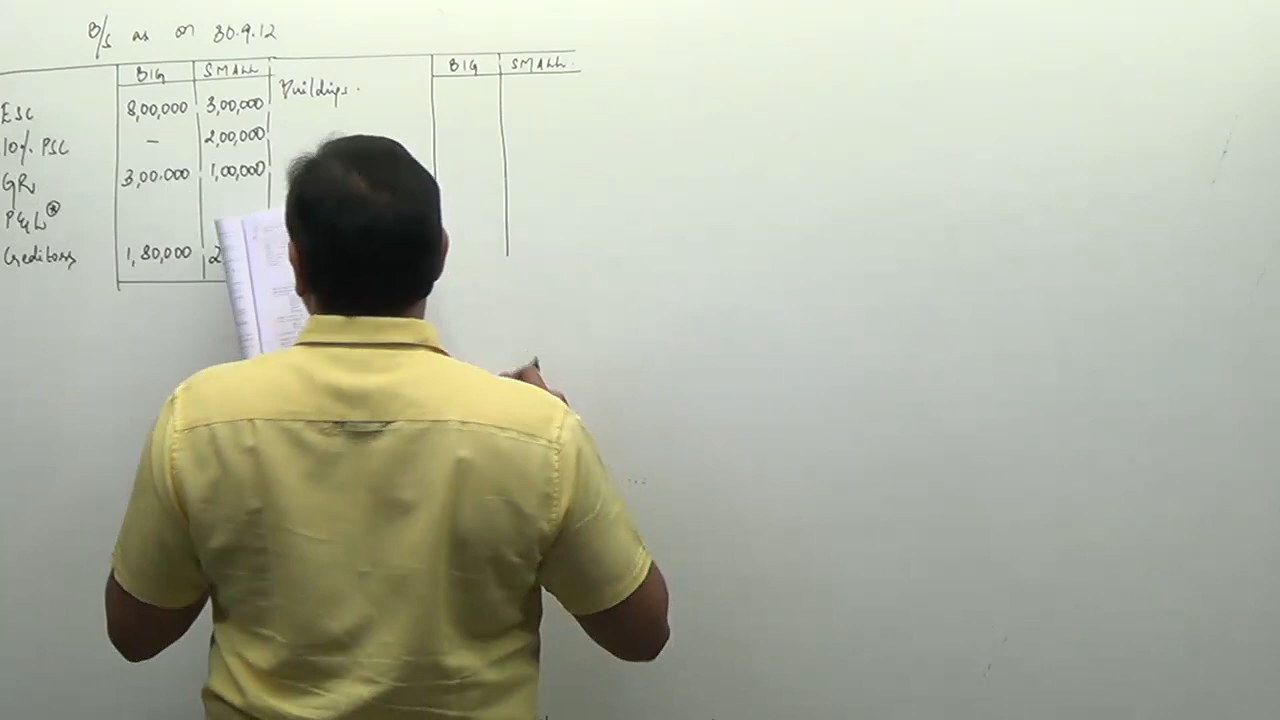 B/S as on 30.9.12
BIG SMALL BIG SMALL
ESC 8,00,000 3,00,000 Buildings.
10% PSC - 2,00,000
GR 3,00,000 1,00,000
P&L
Creditors 1,80,000 2